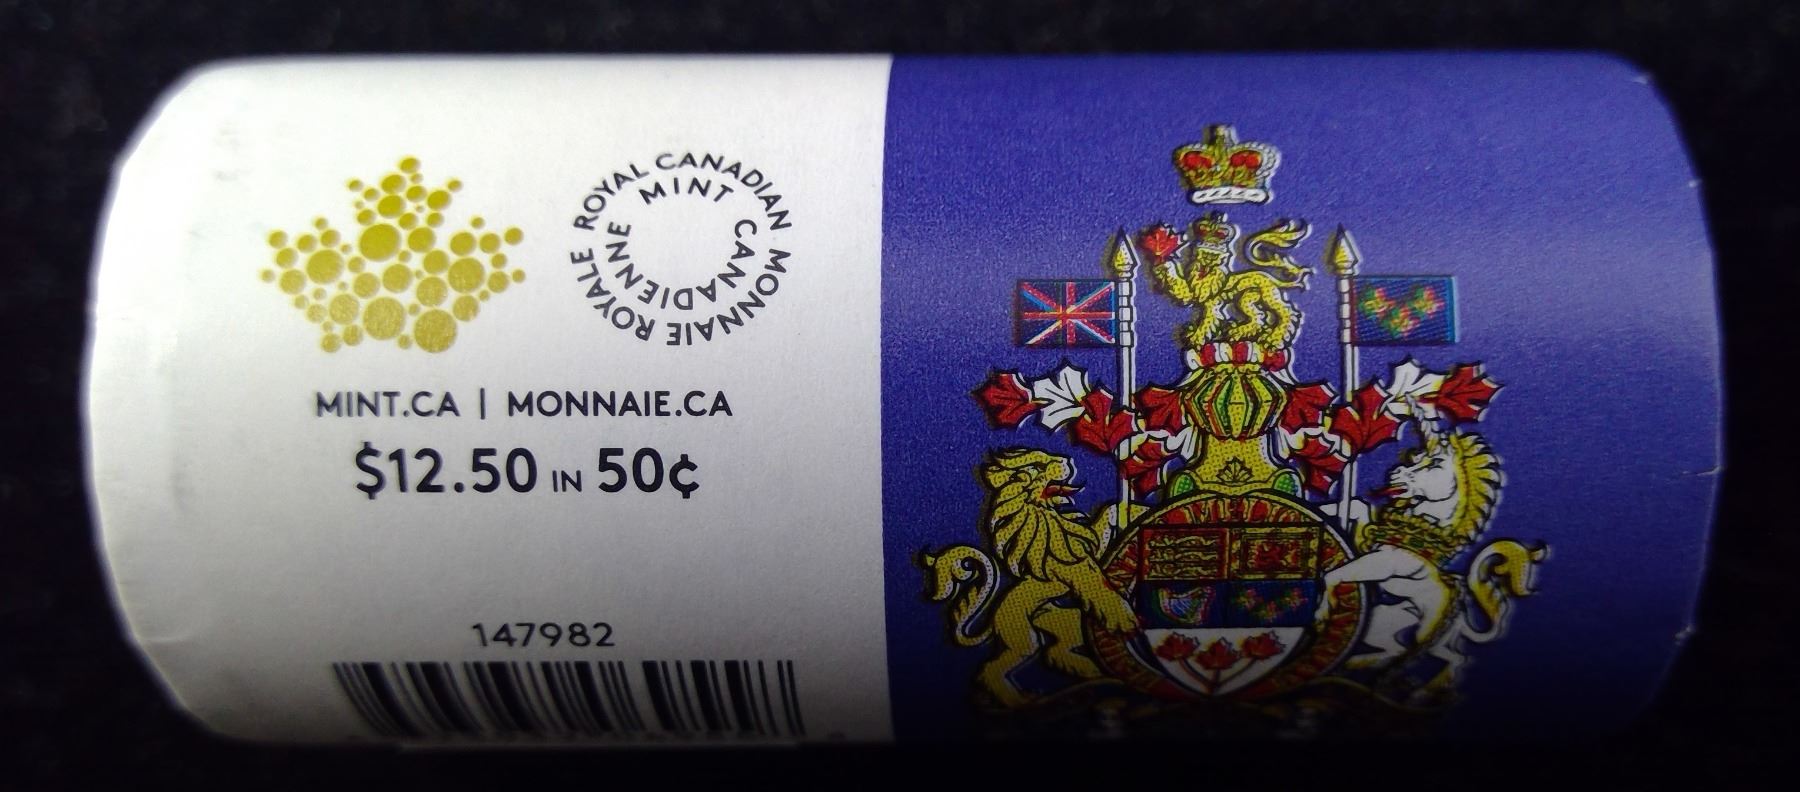 ROYAL CANADIAN MINT
MONNAIE ROYALE CANADIENNE
MINT.CA | MONNAIE.CA
$12.50 IN 50¢
147982